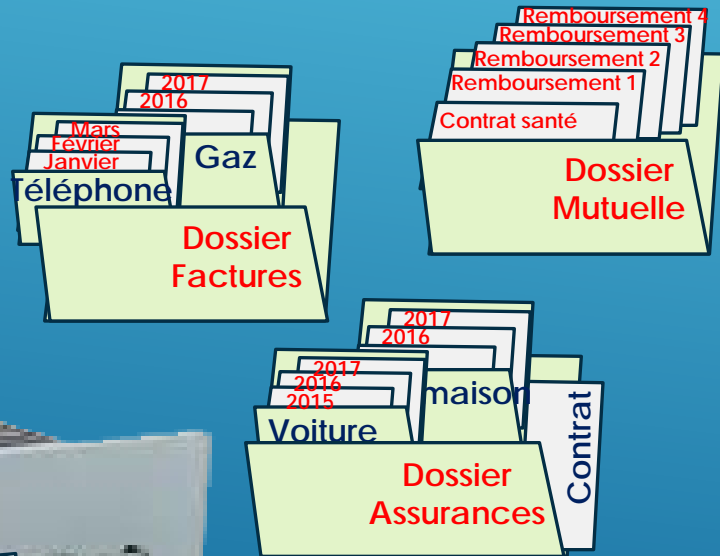 2017
2016
Mars
Février
Janvier
Gaz
Téléphone
Dossier
Factures
Remboursement 4
Remboursement 3
Remboursement 2
Remboursement 1
Contrat santé
Dossier
Mutuelle
2017
2016
2017
2016
2015
maison
Voiture
Contrat
Dossier
Assurances